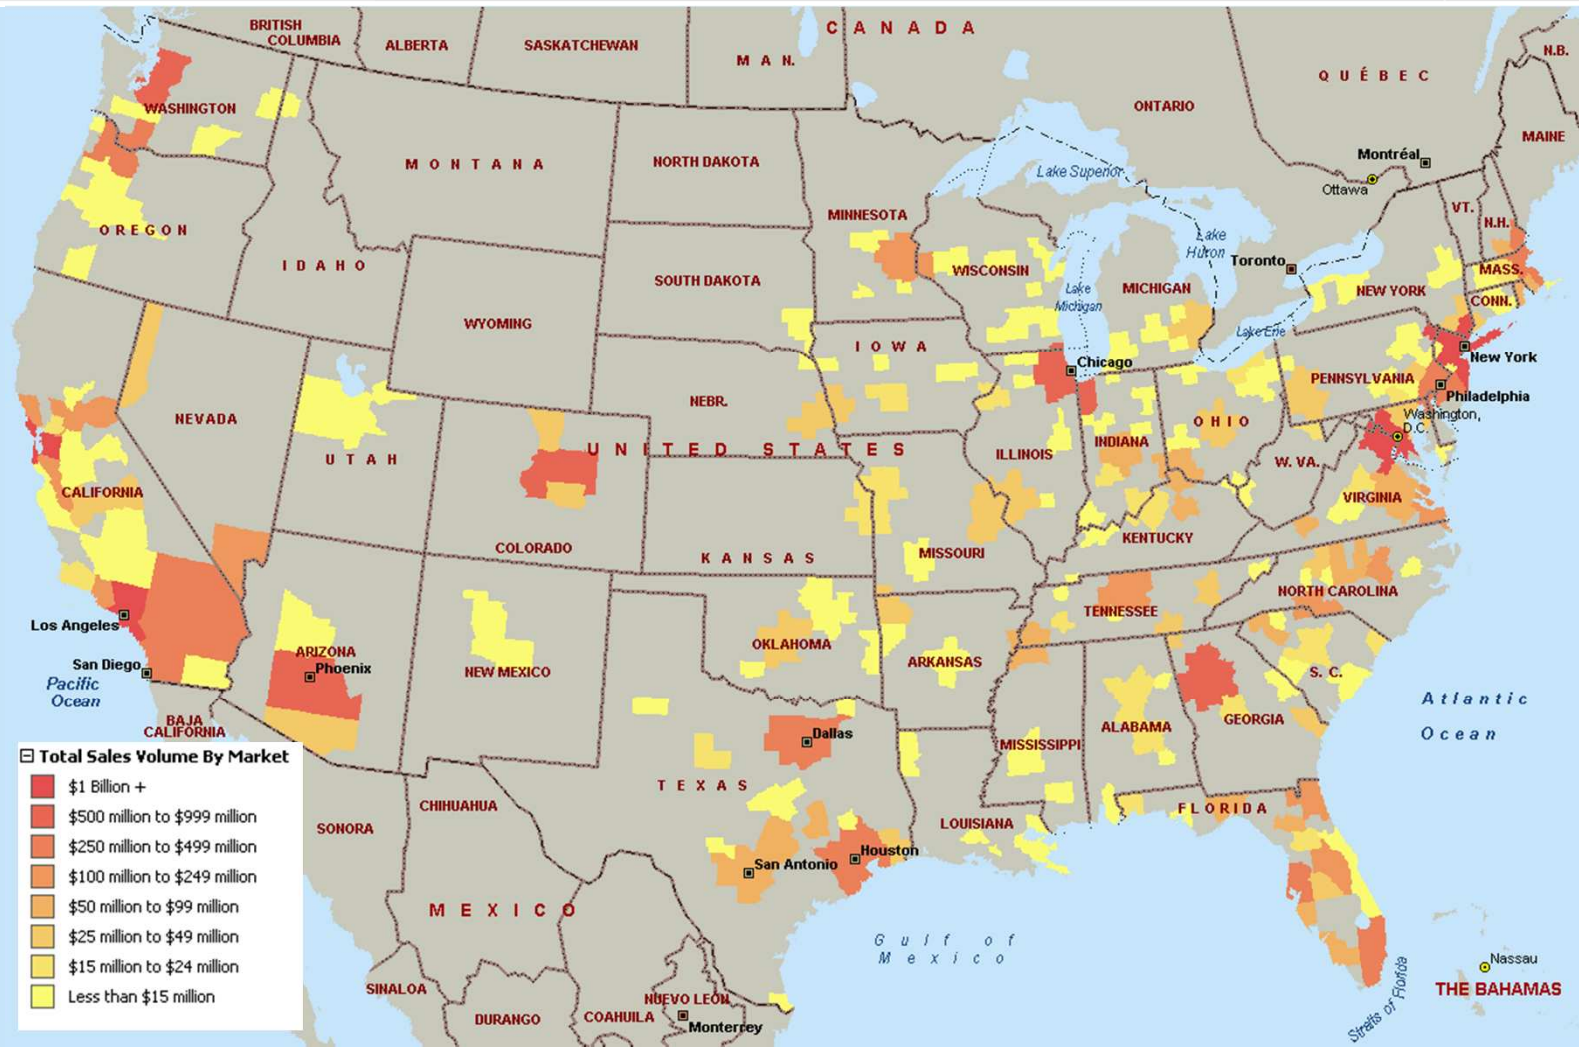 CANADA
BRITISH
COLUMBIA
ALBERTA
SASKATCHEWAN
MAN.
ONTARIO
QUÉBEC
N.B.
MAINE
WASHINGTON
MONTANA
NORTH DAKOTA
MINNESOTA
Lake Superior
Montréal
Ottawa
VT.
N.H.
OREGON
IDAHO
SOUTH DAKOTA
WISCONSIN
Lake
Huron
Toronto
MASS.
Lake
Michigan
MICHIGAN
NEW YORK
CONN.
WYOMING
IOWA
Lake Erie
New York
Chicago
NEVADA
NEBR.
PENNSYLVANIA
Philadelphia
UTAH
UNITED STATES
ILLINOIS
INDIANA
OHIO
Washington,
D.C.
W. VA.
CALIFORNIA
VIRGINIA
COLORADO
KANSAS
MISSOURI
KENTUCKY
Los Angeles
TENNESSEE
NORTH CAROLINA
San Diego
ARIZONA
Phoenix
NEW MEXICO
OKLAHOMA
ARKANSAS
S. C.
Pacific
Ocean
BAJA
CALIFORNIA
Atlantic
Ocean
Dallas
MISSISSIPPI
ALABAMA
GEORGIA
TEXAS
CHIHUAHUA
SONORA
LOUISIANA
FLORIDA
San Antonio
Houston
MEXICO
Gulf of
Mexico
Nassau
THE BAHAMAS
Straits of Florida
SINALOA
DURANGO
COAHUILA
NUEVO LEÓN
Monterrey
Total Sales Volume By Market
$1 Billion +
$500 million to $999 million
$250 million to $499 million
$100 million to $249 million
$50 million to $99 million
$25 million to $49 million
$15 million to $24 million
Less than $15 million